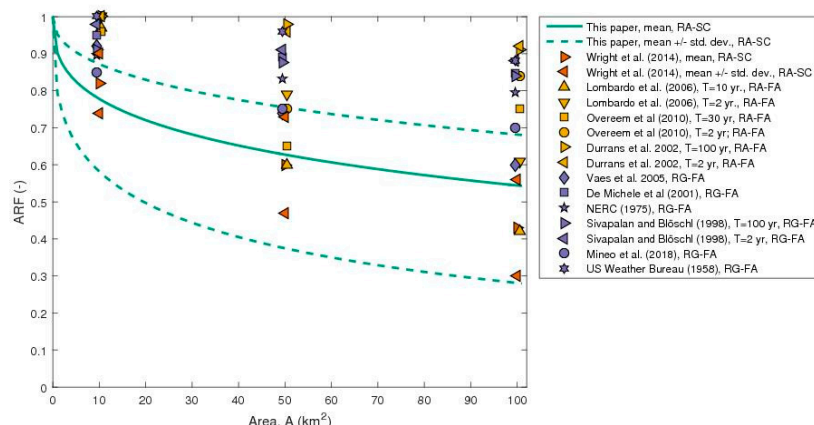 ARF (-)
1
0.9
0.8
0.7
0.6
0.5
0.4
0.3
0.2
0.1
0
0 10 20 30 40 50 60 70 80 90 100
Area, A (km²)
This paper, mean, RA-SC
This paper, mean +/- std. dev., RA-SC
Wright et al. (2014), mean, RA-SC
Wright et al. (2014), mean +/- std. dev., RA-SC
Lombardo et al. (2006), T=10 yr., RA-FA
Lombardo et al. (2006), T=2 yr., RA-FA
Overeem et al (2010), T=30 yr, RA-FA
Overeem et al (2010), T=2 yr, RA-FA
Durrans et al. 2002, T=100 yr, RA-FA
Durrans et al. 2002, T=2 yr, RA-FA
Vaes et al. 2005, RG-FA
De Michele et al (2001), RG-FA
NERC (1975), RG-FA
Sivapalan and Blöschl (1998), T=100 yr, RG-FA
Sivapalan and Blöschl (1998), T=2 yr, RG-FA
Mineo et al. (2018), RG-FA
US Weather Bureau (1958), RG-FA